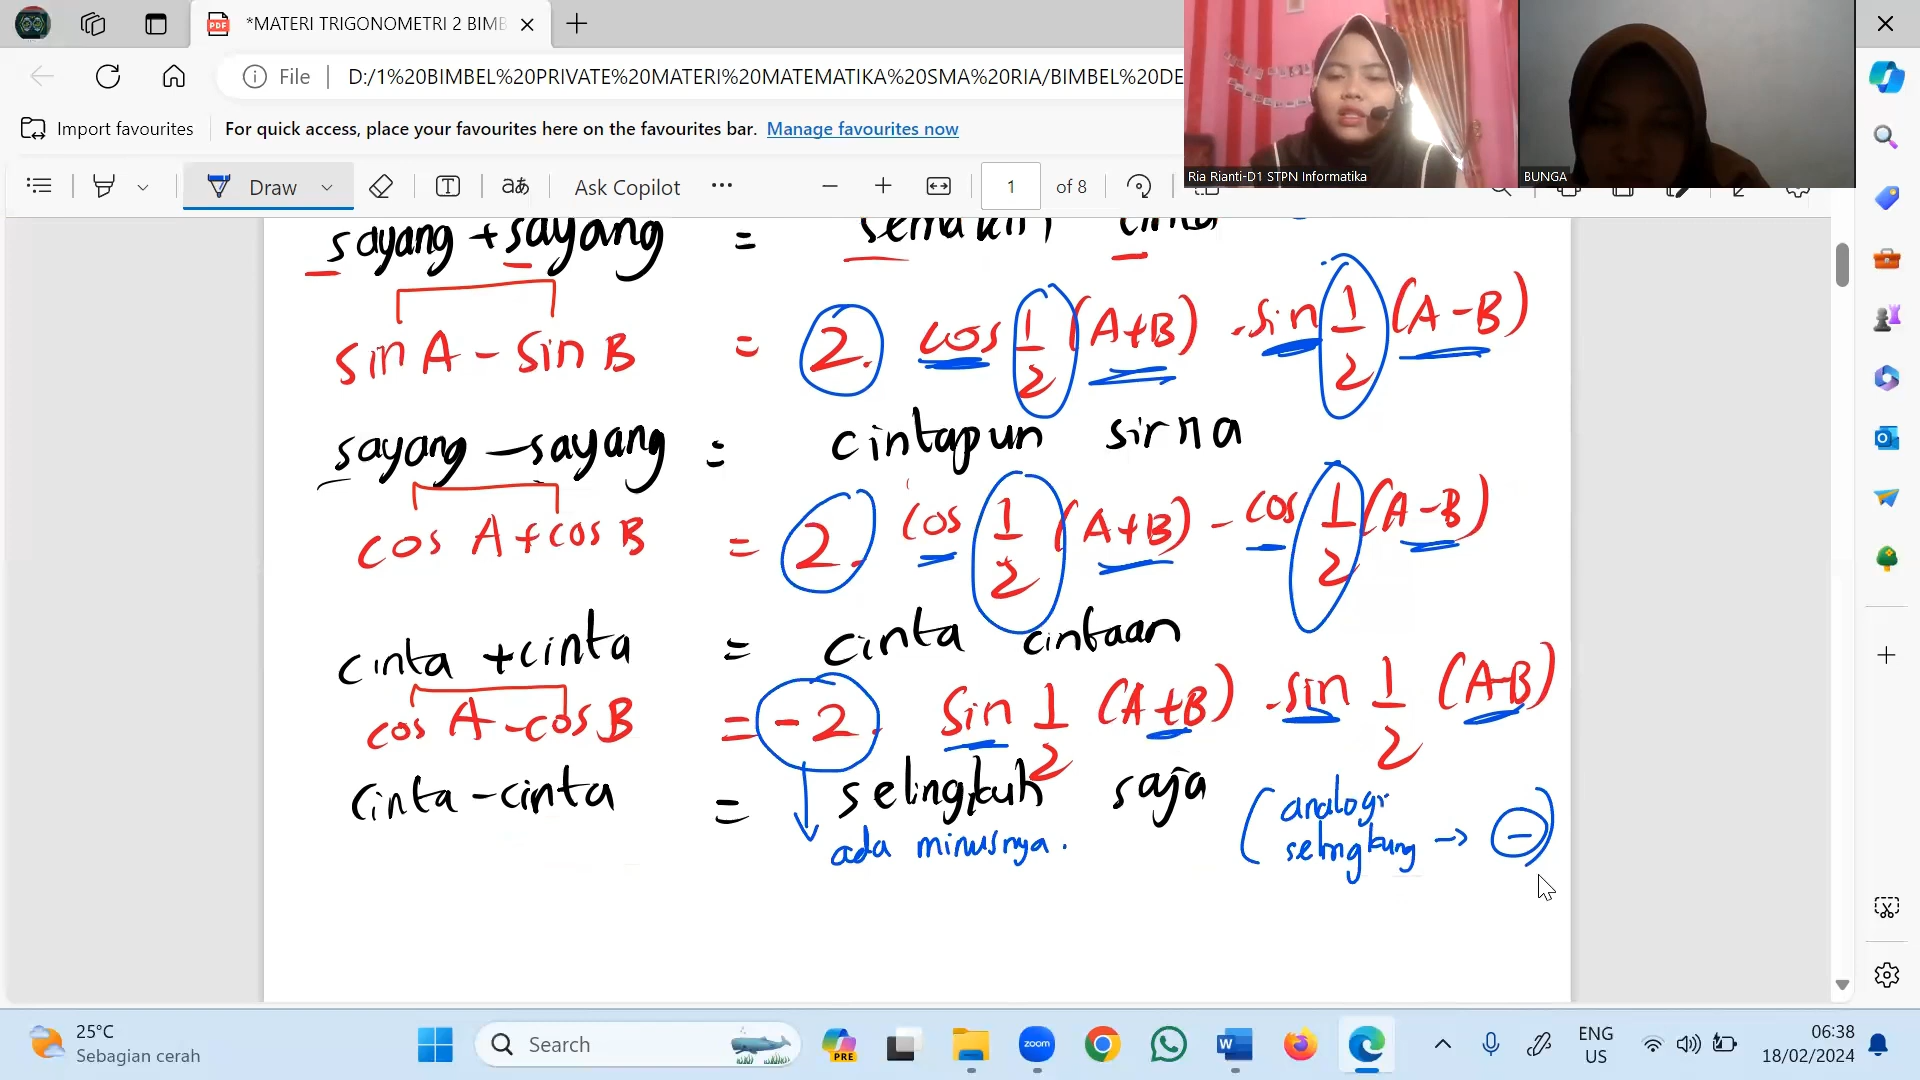 *MATERI TRIGONOMETRI 2 BIMB
File
D:/1%20BIMBEL%20PRIVATE%20MATERI%20MATEMATIKA%20SMA%20RIA/BIMBEL%20DE
Import favourites
For quick access, place your favourites here on the favourites bar. Manage favourites now
Draw
Ask Copilot
1 of 8
Ria Rianti-D1 STPN Informatika
BUNGA
sayang + sayang = semakin cinta
sin A - sin B = 2. cos 1/2 (A+B) . sin 1/2 (A-B)
sayang - sayang = cintapun sirna
cos A + cos B = 2. cos 1/2 (A+B) - cos 1/2 (A-B)
cinta + cinta = cinta cintaan
cos A - cos B = -2. sin 1/2 (A+B) . sin 1/2 (A-B)
cinta - cinta = selingkuh saja
ada minusnya.
(analogi
selingkung → -)
25°C
Sebagian cerah
Search
PRE
zoom
ENG
US
06:38
18/02/2024